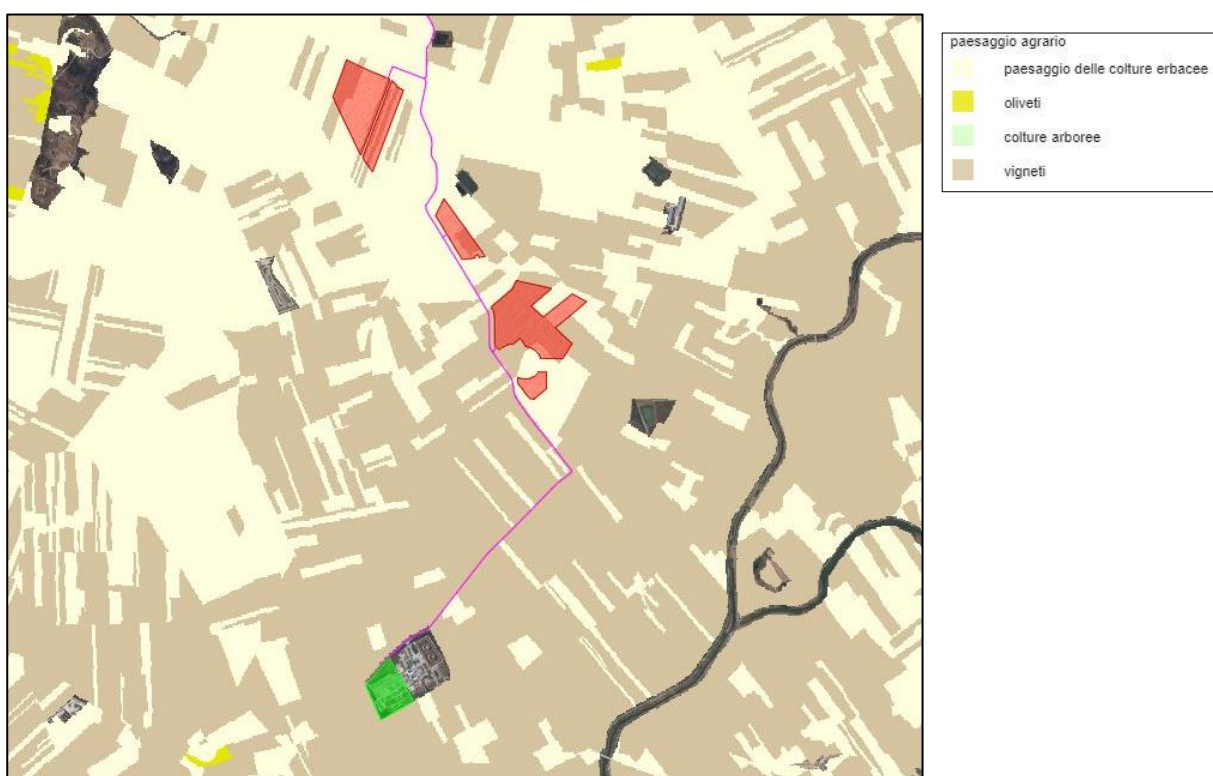 paesaggio agrario
paesaggio delle colture erbacee
oliveti
colture arboree
vigneti